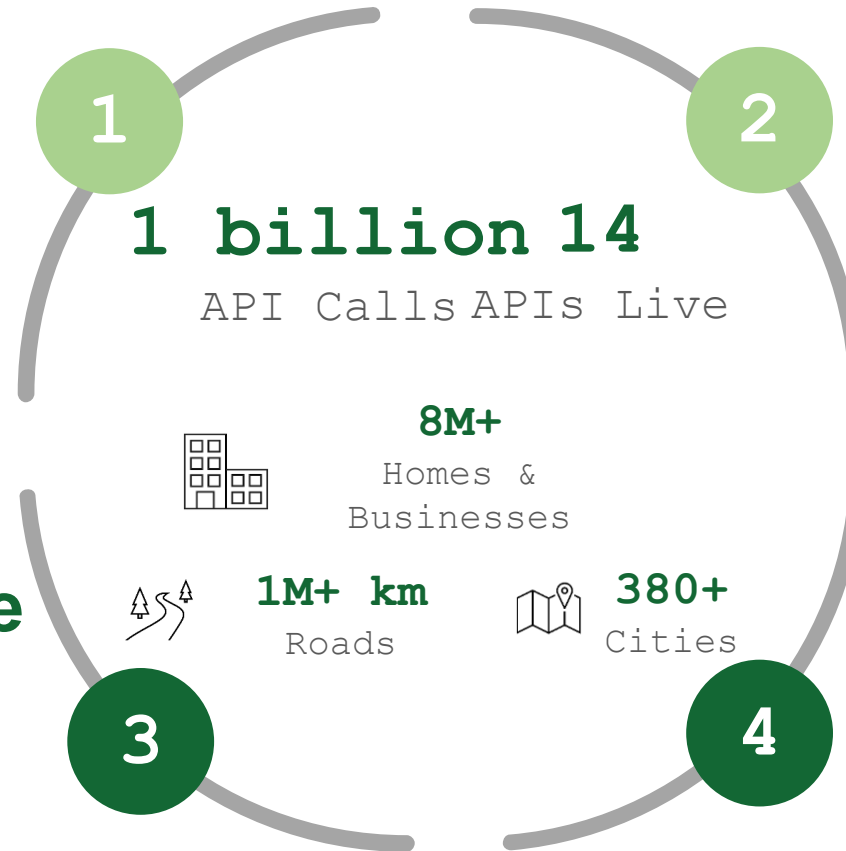 1
2
1 billion 14
API Calls APIs Live
8M+
Homes &
Businesses
1M+ km
Roads
380+
Cities
e
3
4